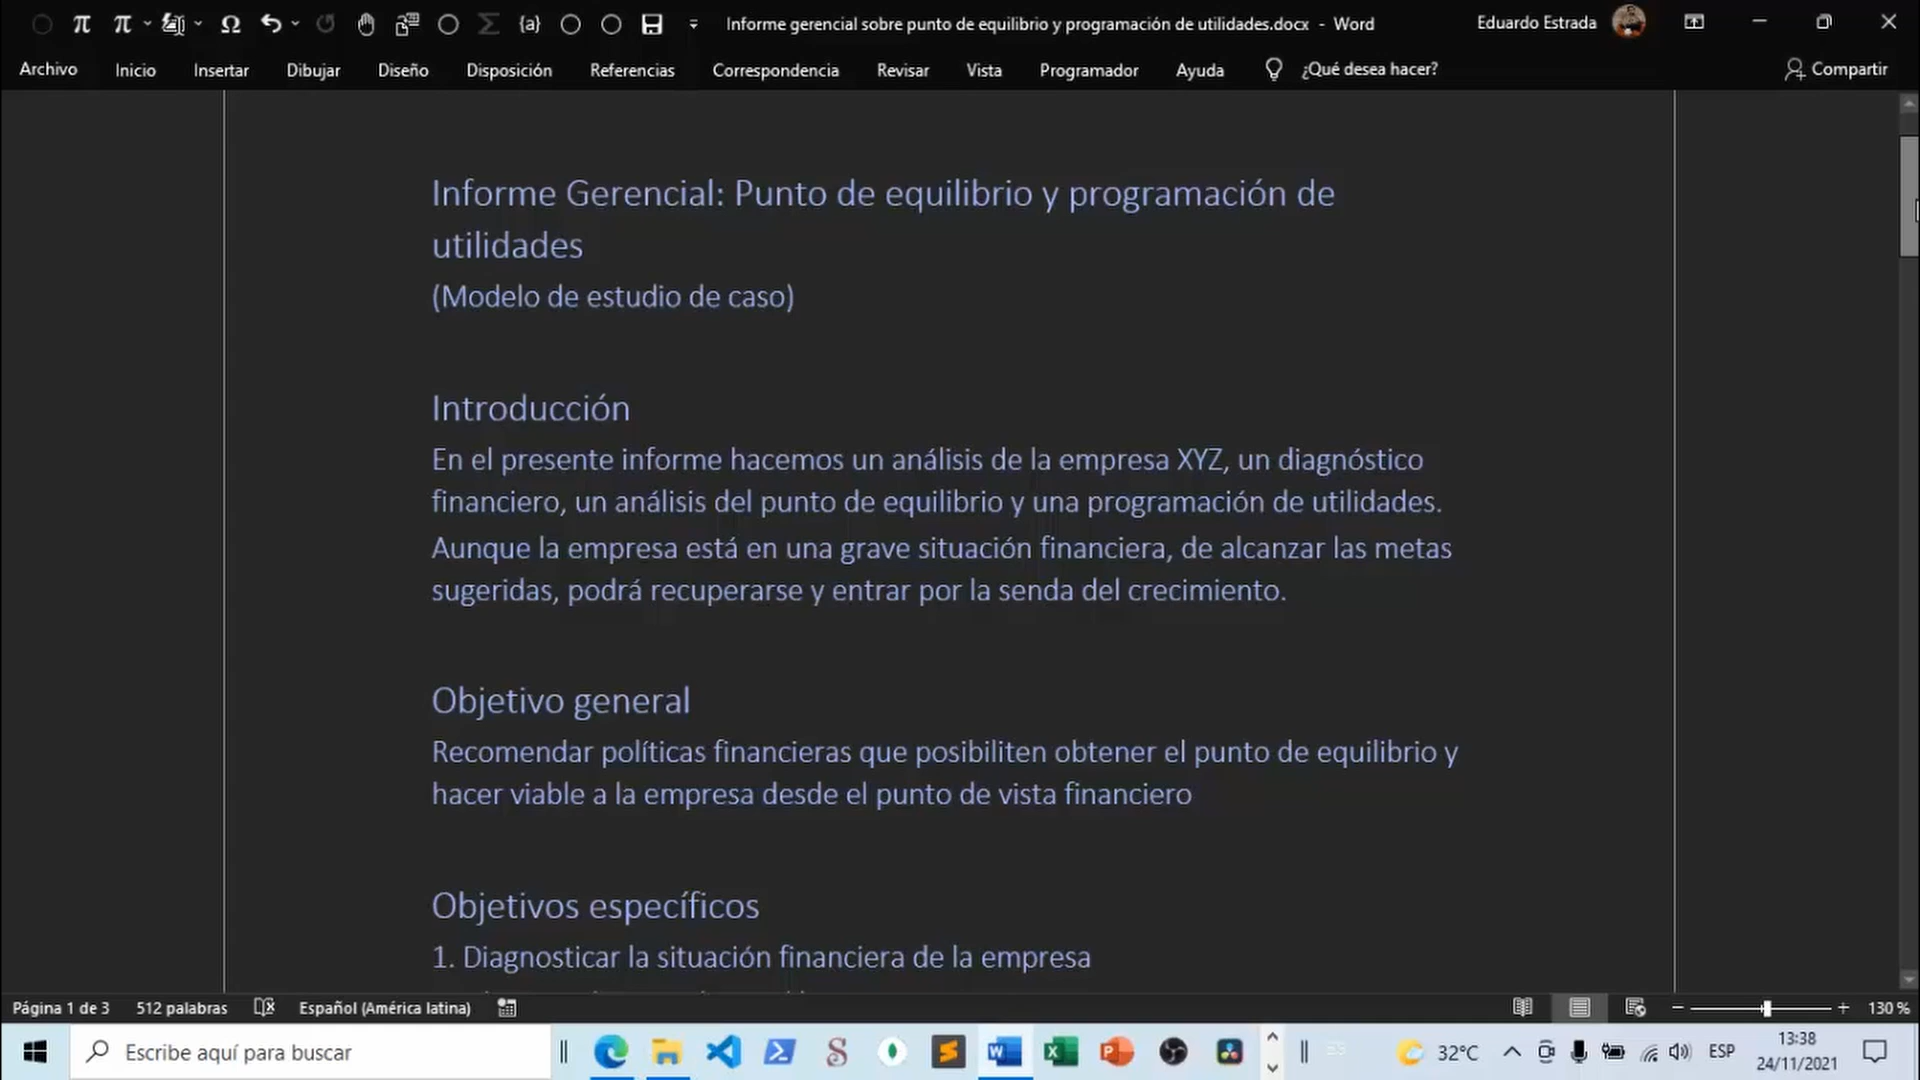 π π Ω {a} Informe gerencial sobre punto de equilibrio y programación de utilidades.docx - Word Eduardo Estrada
Archivo Inicio Insertar Dibujar Diseño Disposición Referencias Correspondencia Revisar Vista Programador Ayuda ¿Qué desea hacer? Compartir
Informe Gerencial: Punto de equilibrio y programación de
utilidades
(Modelo de estudio de caso)
Introducción
En el presente informe hacemos un análisis de la empresa XYZ, un diagnóstico
financiero, un análisis del punto de equilibrio y una programación de utilidades.
Aunque la empresa está en una grave situación financiera, de alcanzar las metas
sugeridas, podrá recuperarse y entrar por la senda del crecimiento.
Objetivo general
Recomendar políticas financieras que posibiliten obtener el punto de equilibrio y
hacer viable a la empresa desde el punto de vista financiero
Objetivos específicos
1. Diagnosticar la situación financiera de la empresa
Página 1 de 3 512 palabras Español (América latina) 130 %
Escribe aquí para buscar 32°C ESP 13:38
24/11/2021